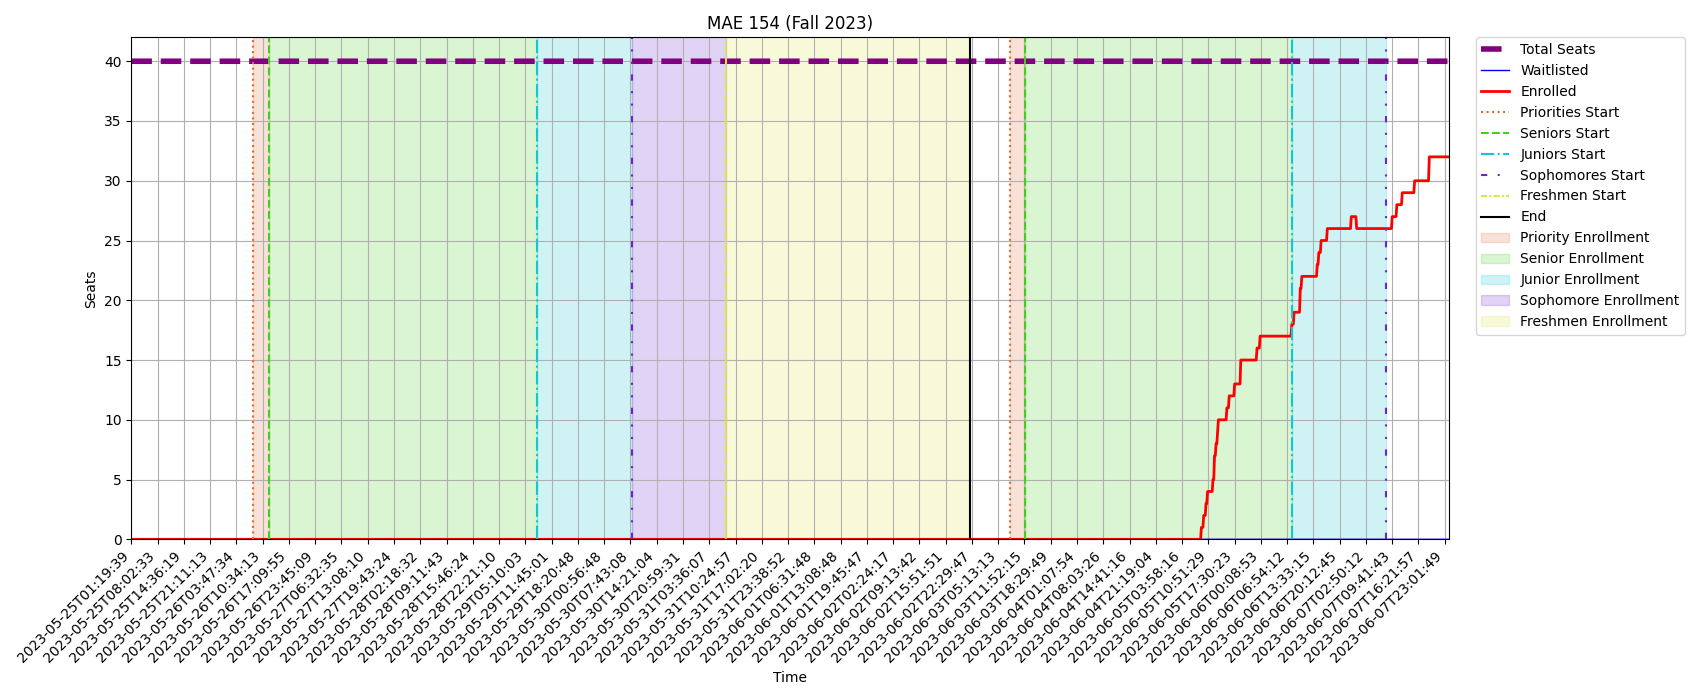 MAE 154 (Fall 2023)
Seats
40
35
30
25
20
15
10
5
0
2023-05-25T01:19:39
2023-05-25T08:02:33
2023-05-25T14:36:19
2023-05-25T21:11:13
2023-05-26T03:47:34
2023-05-26T10:34:13
2023-05-26T17:09:55
2023-05-26T23:45:09
2023-05-27T06:32:35
2023-05-27T13:08:10
2023-05-27T19:43:24
2023-05-28T02:18:32
2023-05-28T09:11:43
2023-05-28T15:46:24
2023-05-28T22:21:10
2023-05-29T05:10:03
2023-05-29T11:45:01
2023-05-29T18:20:48
2023-05-30T00:56:48
2023-05-30T07:43:08
2023-05-30T14:21:04
2023-05-30T20:59:31
2023-05-31T03:36:07
2023-05-31T10:24:57
2023-05-31T17:02:20
2023-05-31T23:38:52
2023-06-01T06:31:48
2023-06-01T13:08:48
2023-06-01T19:45:47
2023-06-02T02:24:17
2023-06-02T09:13:42
2023-06-02T15:51:51
2023-06-02T22:29:47
2023-06-03T05:13:13
2023-06-03T11:52:15
2023-06-03T18:29:49
2023-06-04T01:07:54
2023-06-04T08:03:26
2023-06-04T14:41:16
2023-06-04T21:19:04
2023-06-05T03:58:16
2023-06-05T10:51:29
2023-06-05T17:30:23
2023-06-06T00:08:53
2023-06-06T06:54:12
2023-06-06T13:33:15
2023-06-06T20:12:45
2023-06-07T02:50:12
2023-06-07T09:41:43
2023-06-07T16:21:57
2023-06-07T23:01:49
Time
Total Seats
Waitlisted
Enrolled
Priorities Start
Seniors Start
Juniors Start
Sophomores Start
Freshmen Start
End
Priority Enrollment
Senior Enrollment
Junior Enrollment
Sophomore Enrollment
Freshmen Enrollment